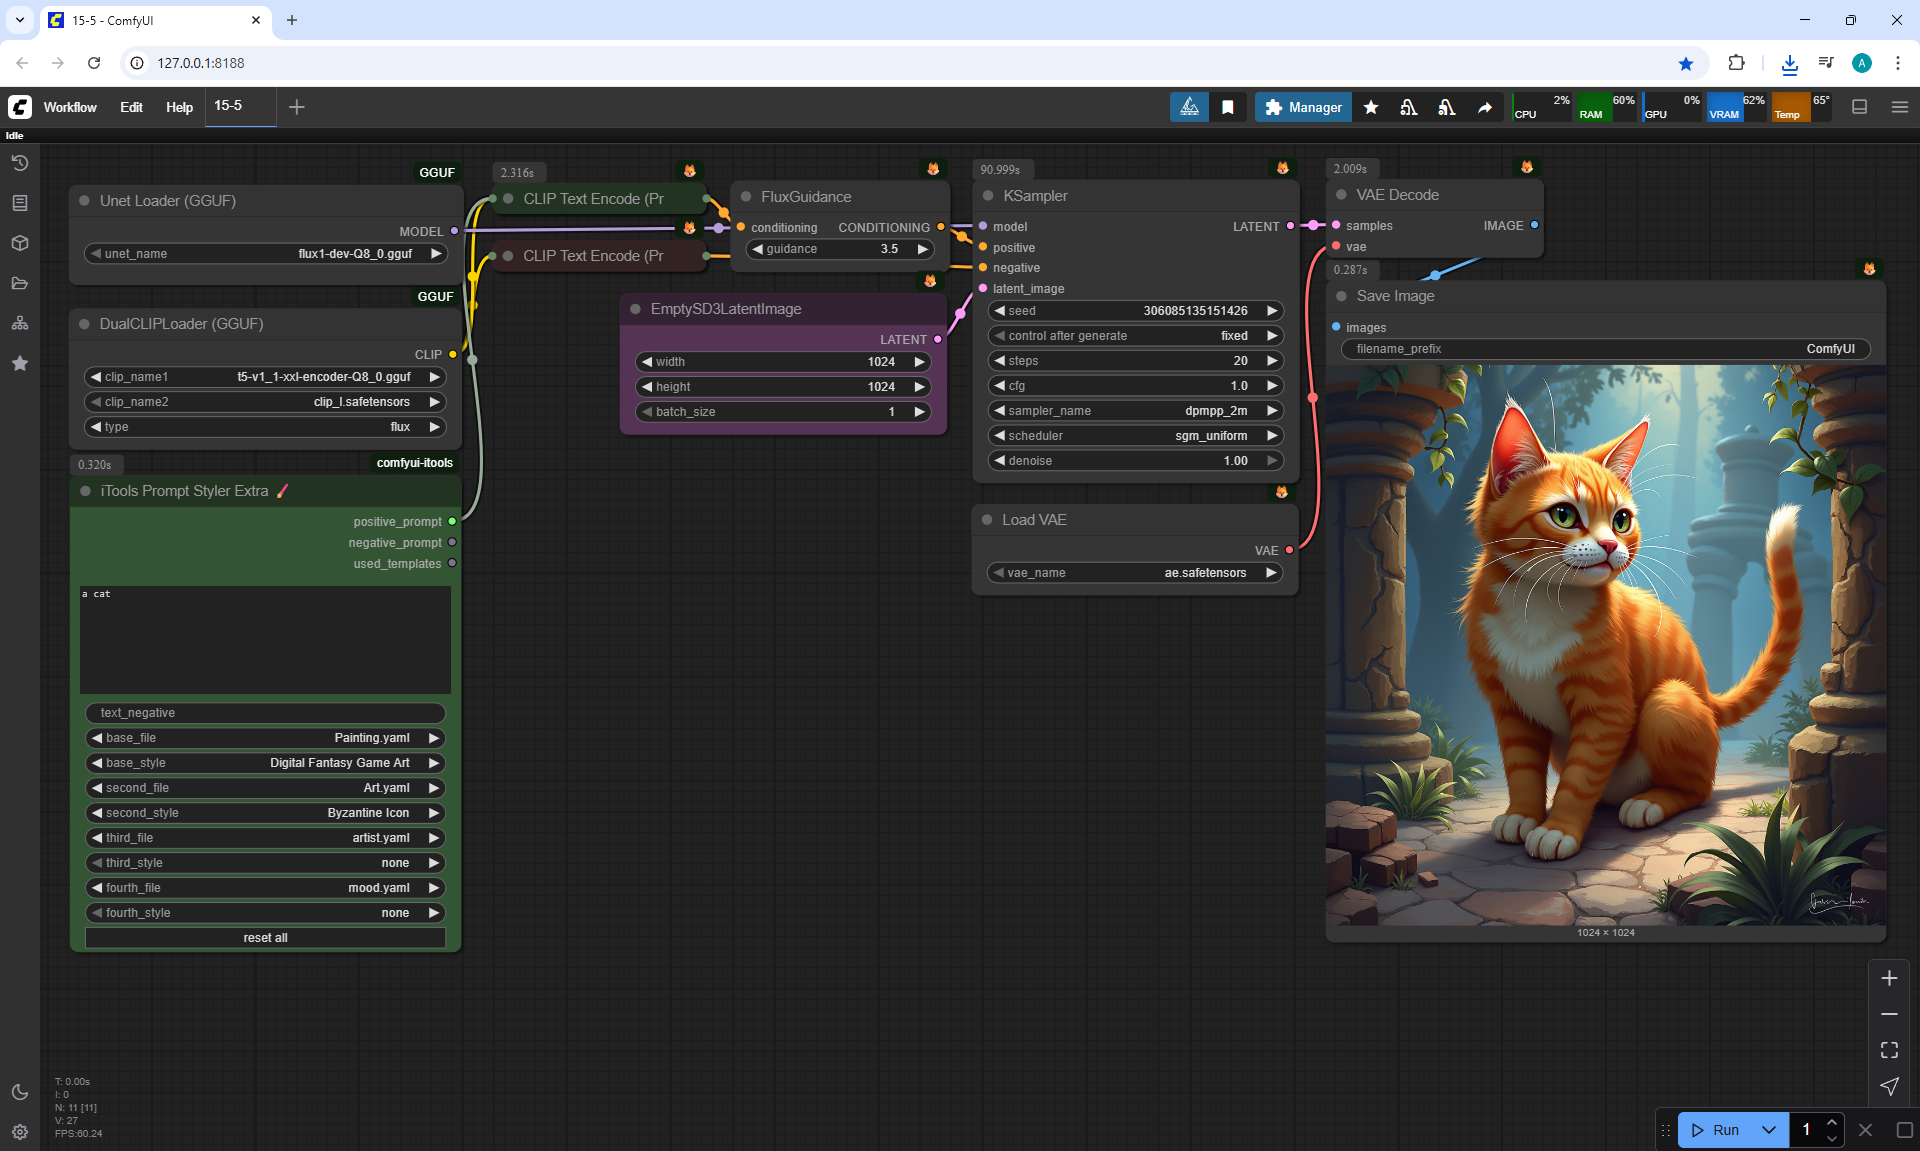 15-5 - ComfyUI
127.0.0.1:8188
A
Workflow
Edit
Help
15-5
Manager
CPU 2%
RAM 60%
GPU 0%
VRAM 62%
Temp 65°
Idle
GGUF
Unet Loader (GGUF)
MODEL
unet_name flux1-dev-Q8_0.gguf
GGUF
DualCLIPLoader (GGUF)
CLIP
clip_name1 t5-v1_1-xxl-encoder-Q8_0.gguf
clip_name2 clip_l.safetensors
type flux
0.320s
comfyui-itools
iTools Prompt Styler Extra
positive_prompt
negative_prompt
used_templates
a cat
text_negative
base_file Painting.yaml
base_style Digital Fantasy Game Art
second_file Art.yaml
second_style Byzantine Icon
third_file artist.yaml
third_style none
fourth_file mood.yaml
fourth_style none
reset all
2.316s
CLIP Text Encode (Pr
CLIP Text Encode (Pr
FluxGuidance
conditioning CONDITIONING
guidance 3.5
EmptySD3LatentImage
LATENT
width 1024
height 1024
batch_size 1
90.999s
KSampler
model LATENT
positive
negative
latent_image
seed 306085135151426
control after generate fixed
steps 20
cfg 1.0
sampler_name dpmpp_2m
scheduler sgm_uniform
denoise 1.00
Load VAE
VAE
vae_name ae.safetensors
2.009s
VAE Decode
samples IMAGE
vae
0.287s
Save Image
images
filename_prefix ComfyUI
1024 × 1024
T: 0.00s
I: 0
N: 11 [11]
V: 27
FPS:60.24
Run
1